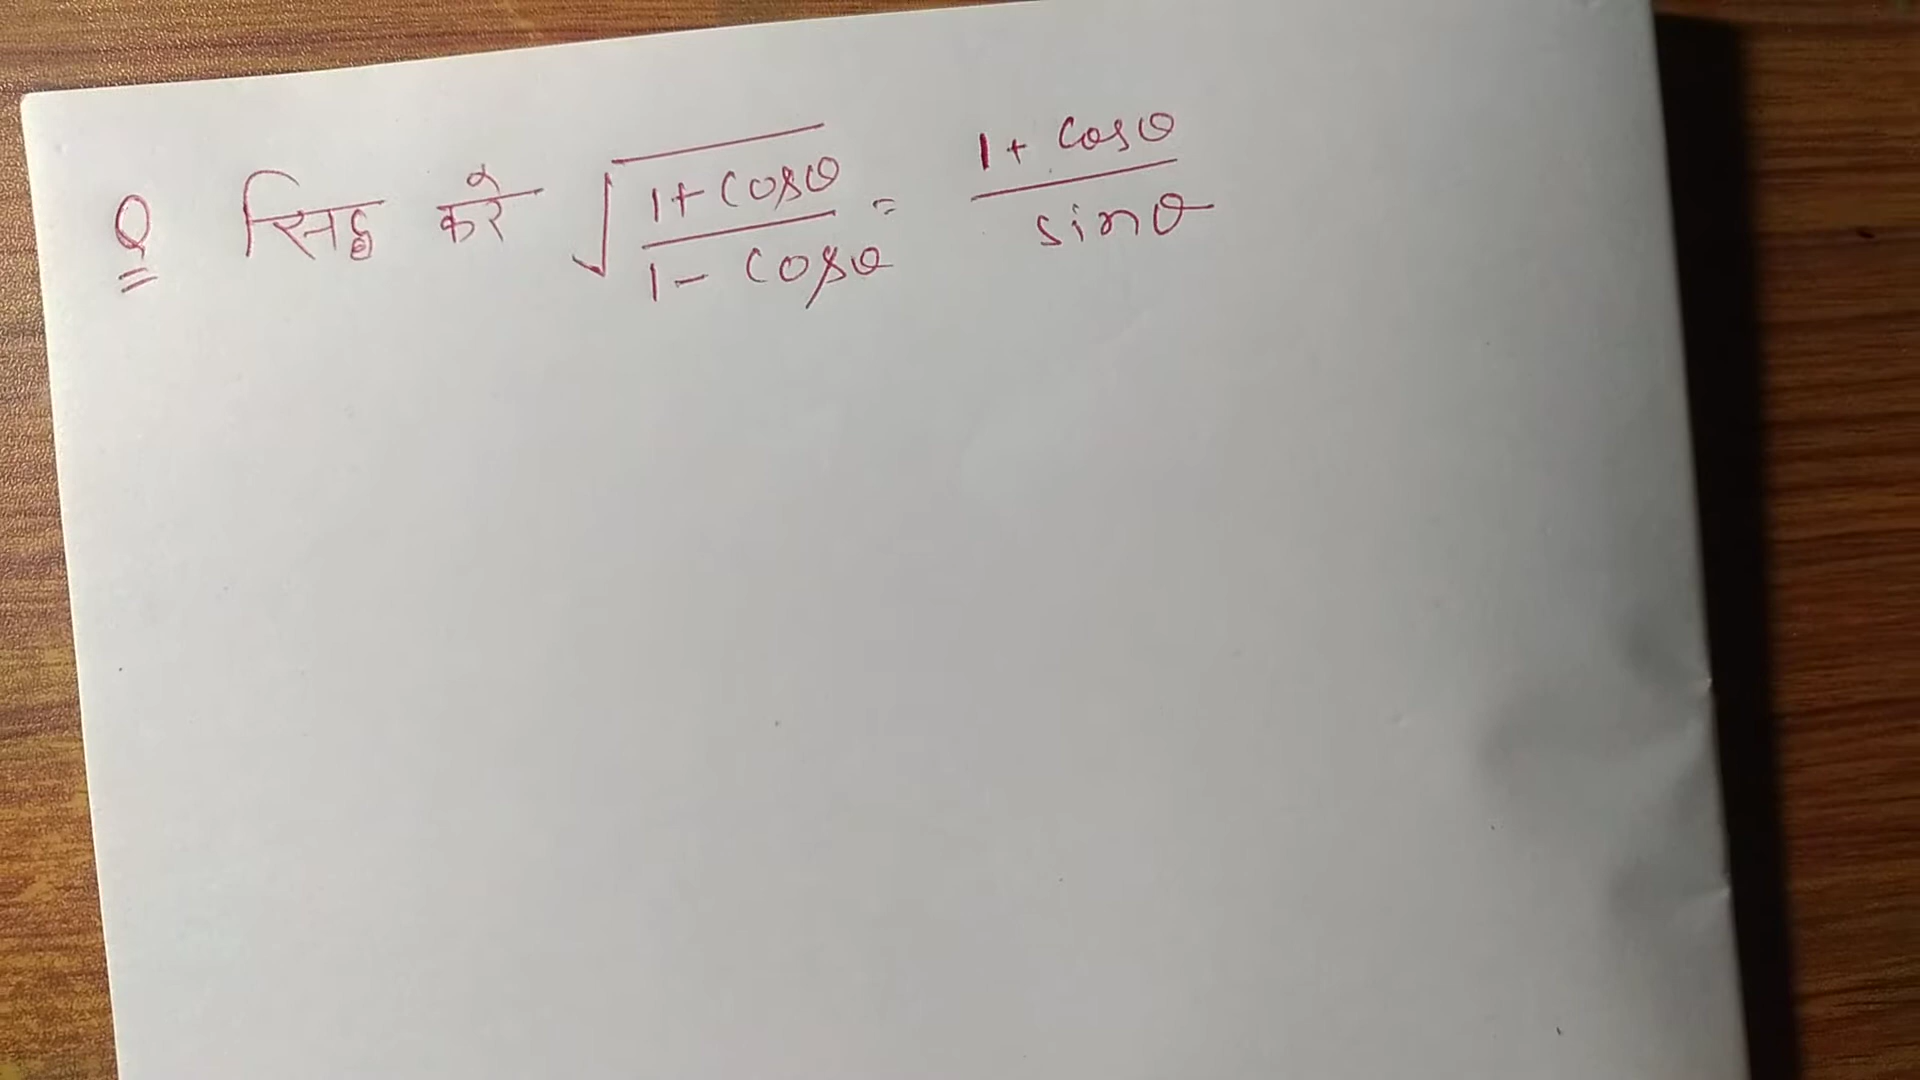 Q सिद्ध करे √(1+cosθ / 1-cosθ) = 1+cosθ / sinθ